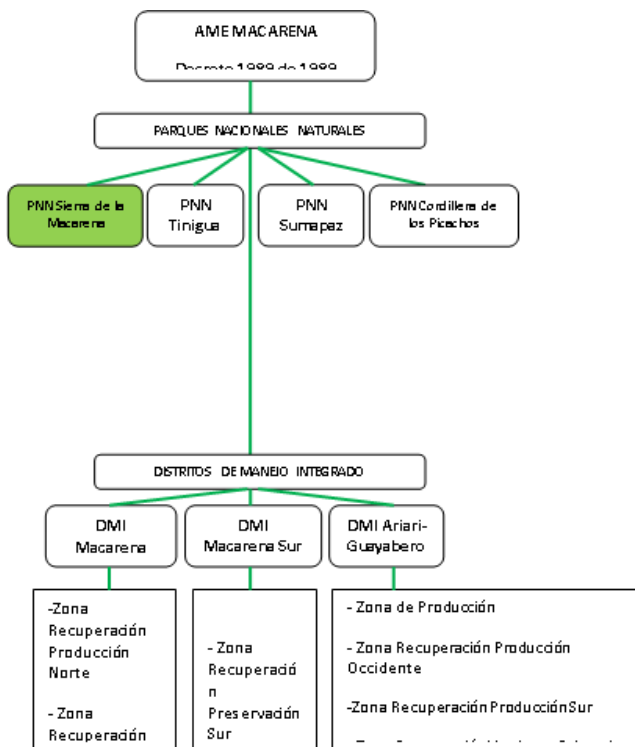 AME MACARENA
Decreto 1989 de 1989
PARQUES NACIONALES NATURALES
PNN Sierra de la
Macarena
PNN
Tinigua
PNN
Sumapaz
PNN Cordillera de
los Picachos
DISTRITOS DE MANEJO INTEGRADO
DMI
Macarena
DMI
Macarena Sur
DMI Ariari-
Guayabero
-Zona
Recuperación
Producción
Norte
- Zona
Recuperación
- Zona
Recuperació
n
Preservación
Sur
- Zona de Producción
- Zona Recuperación Producción
Occidente
-Zona Recuperación Producción Sur